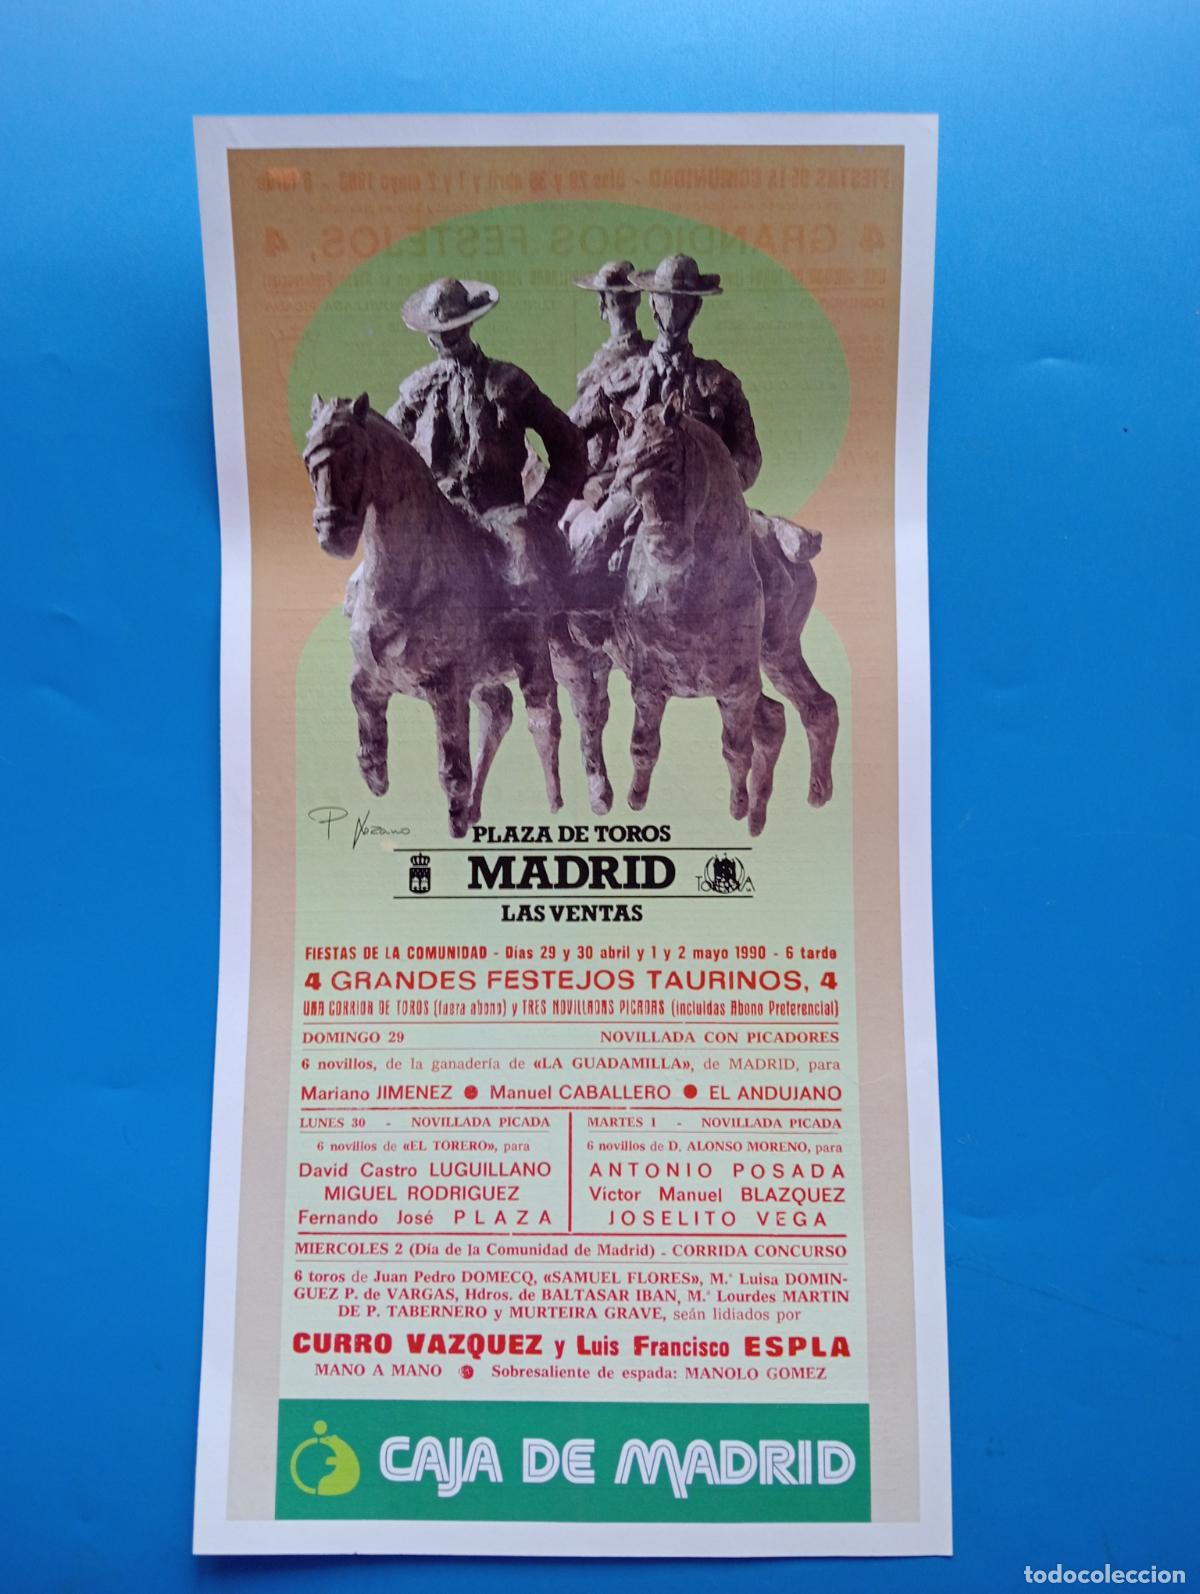 P Lozano
PLAZA DE TOROS
MADRID
LAS VENTAS
FIESTAS DE LA COMUNIDAD - Días 29 y 30 abril y 1 y 2 mayo 1990 - 6 tarde
4 GRANDES FESTEJOS TAURINOS, 4
UNA CORRIDA DE TOROS (fuera abono) y TRES NOVILLADAS PICADAS (incluidas Abono Preferencial)
DOMINGO 29 NOVILLADA CON PICADORES
6 novillos, de la ganadería de «LA GUADAMILLA», de MADRID, para
Mariano JIMENEZ ● Manuel CABALLERO ● EL ANDUJANO
LUNES 30 - NOVILLADA PICADA
6 novillos de «EL TORERO», para
David Castro LUGUILLANO
MIGUEL RODRIGUEZ
Fernando José PLAZA
MARTES 1 - NOVILLADA PICADA
6 novillos de D. ALONSO MORENO, para
ANTONIO POSADA
Víctor Manuel BLAZQUEZ
JOSELITO VEGA
MIERCOLES 2 (Día de la Comunidad de Madrid) - CORRIDA CONCURSO
6 toros de Juan Pedro DOMECQ, «SAMUEL FLORES», M.ª Luisa DOMIN-
GUEZ P. de VARGAS, Hdros. de BALTASAR IBAN, M.ª Lourdes MARTIN
DE P. TABERNERO y MURTEIRA GRAVE, seán lidiados por
CURRO VAZQUEZ y Luis Francisco ESPLA
MANO A MANO ● Sobresaliente de espada: MANOLO GOMEZ
CAJA DE MADRID
todocoleccion